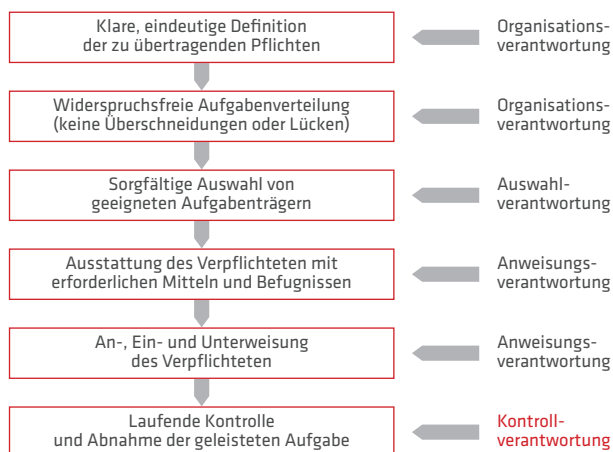 Klare, eindeutige Definition
der zu übertragenden Pflichten
Organisations-
verantwortung
Widerspruchsfreie Aufgabenverteilung
(keine Überschneidungen oder Lücken)
Organisations-
verantwortung
Sorgfältige Auswahl von
geeigneten Aufgabenträgern
Auswahl-
verantwortung
Ausstattung des Verpflichteten mit
erforderlichen Mitteln und Befugnissen
Anweisungs-
verantwortung
An-, Ein- und Unterweisung
des Verpflichteten
Anweisungs-
verantwortung
Laufende Kontrolle
und Abnahme der geleisteten Aufgabe
Kontroll-
verantwortung